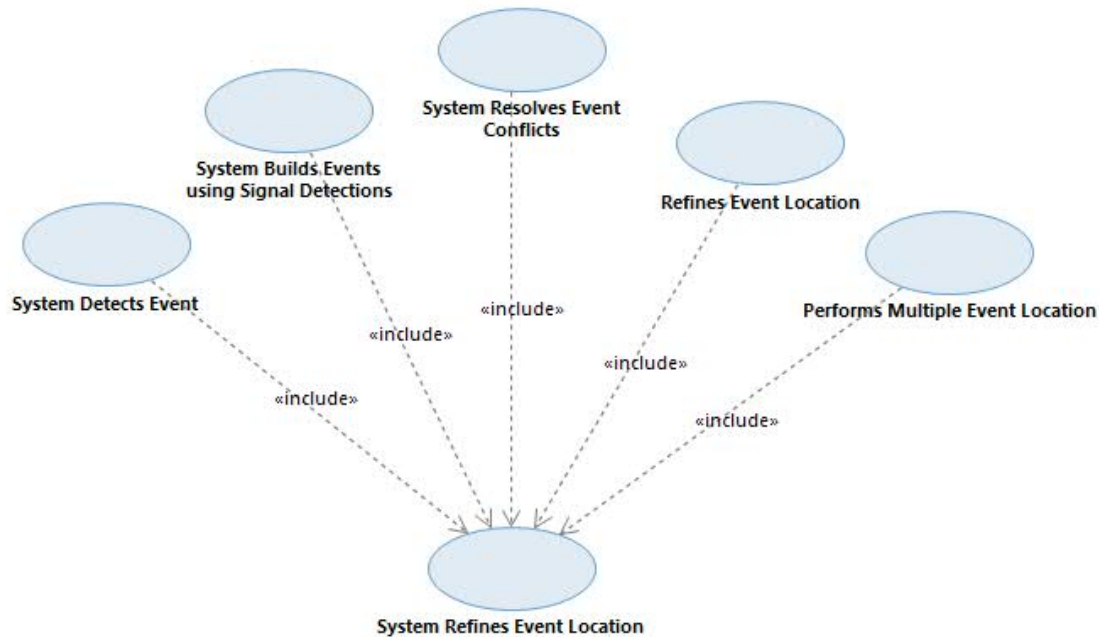 System Resolves Event
Conflicts
System Builds Events
using Signal Detections
Refines Event Location
System Detects Event
Performs Multiple Event Location
«include»
«include»
«include»
«include»
«include»
System Refines Event Location